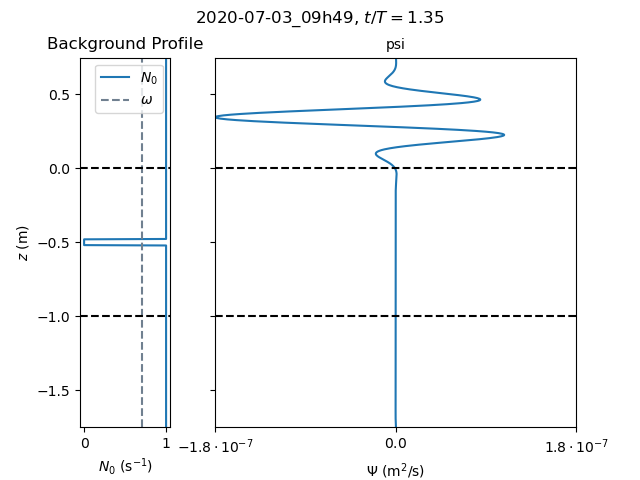 2020-07-03_09h49, t/T = 1.35
Background Profile
psi
N₀
ω
0.5
0.0
−0.5
−1.0
−1.5
z (m)
0
1
N₀ (s⁻¹)
−1.8 · 10⁻⁷
0.0
1.8 · 10⁻⁷
Ψ (m²/s)